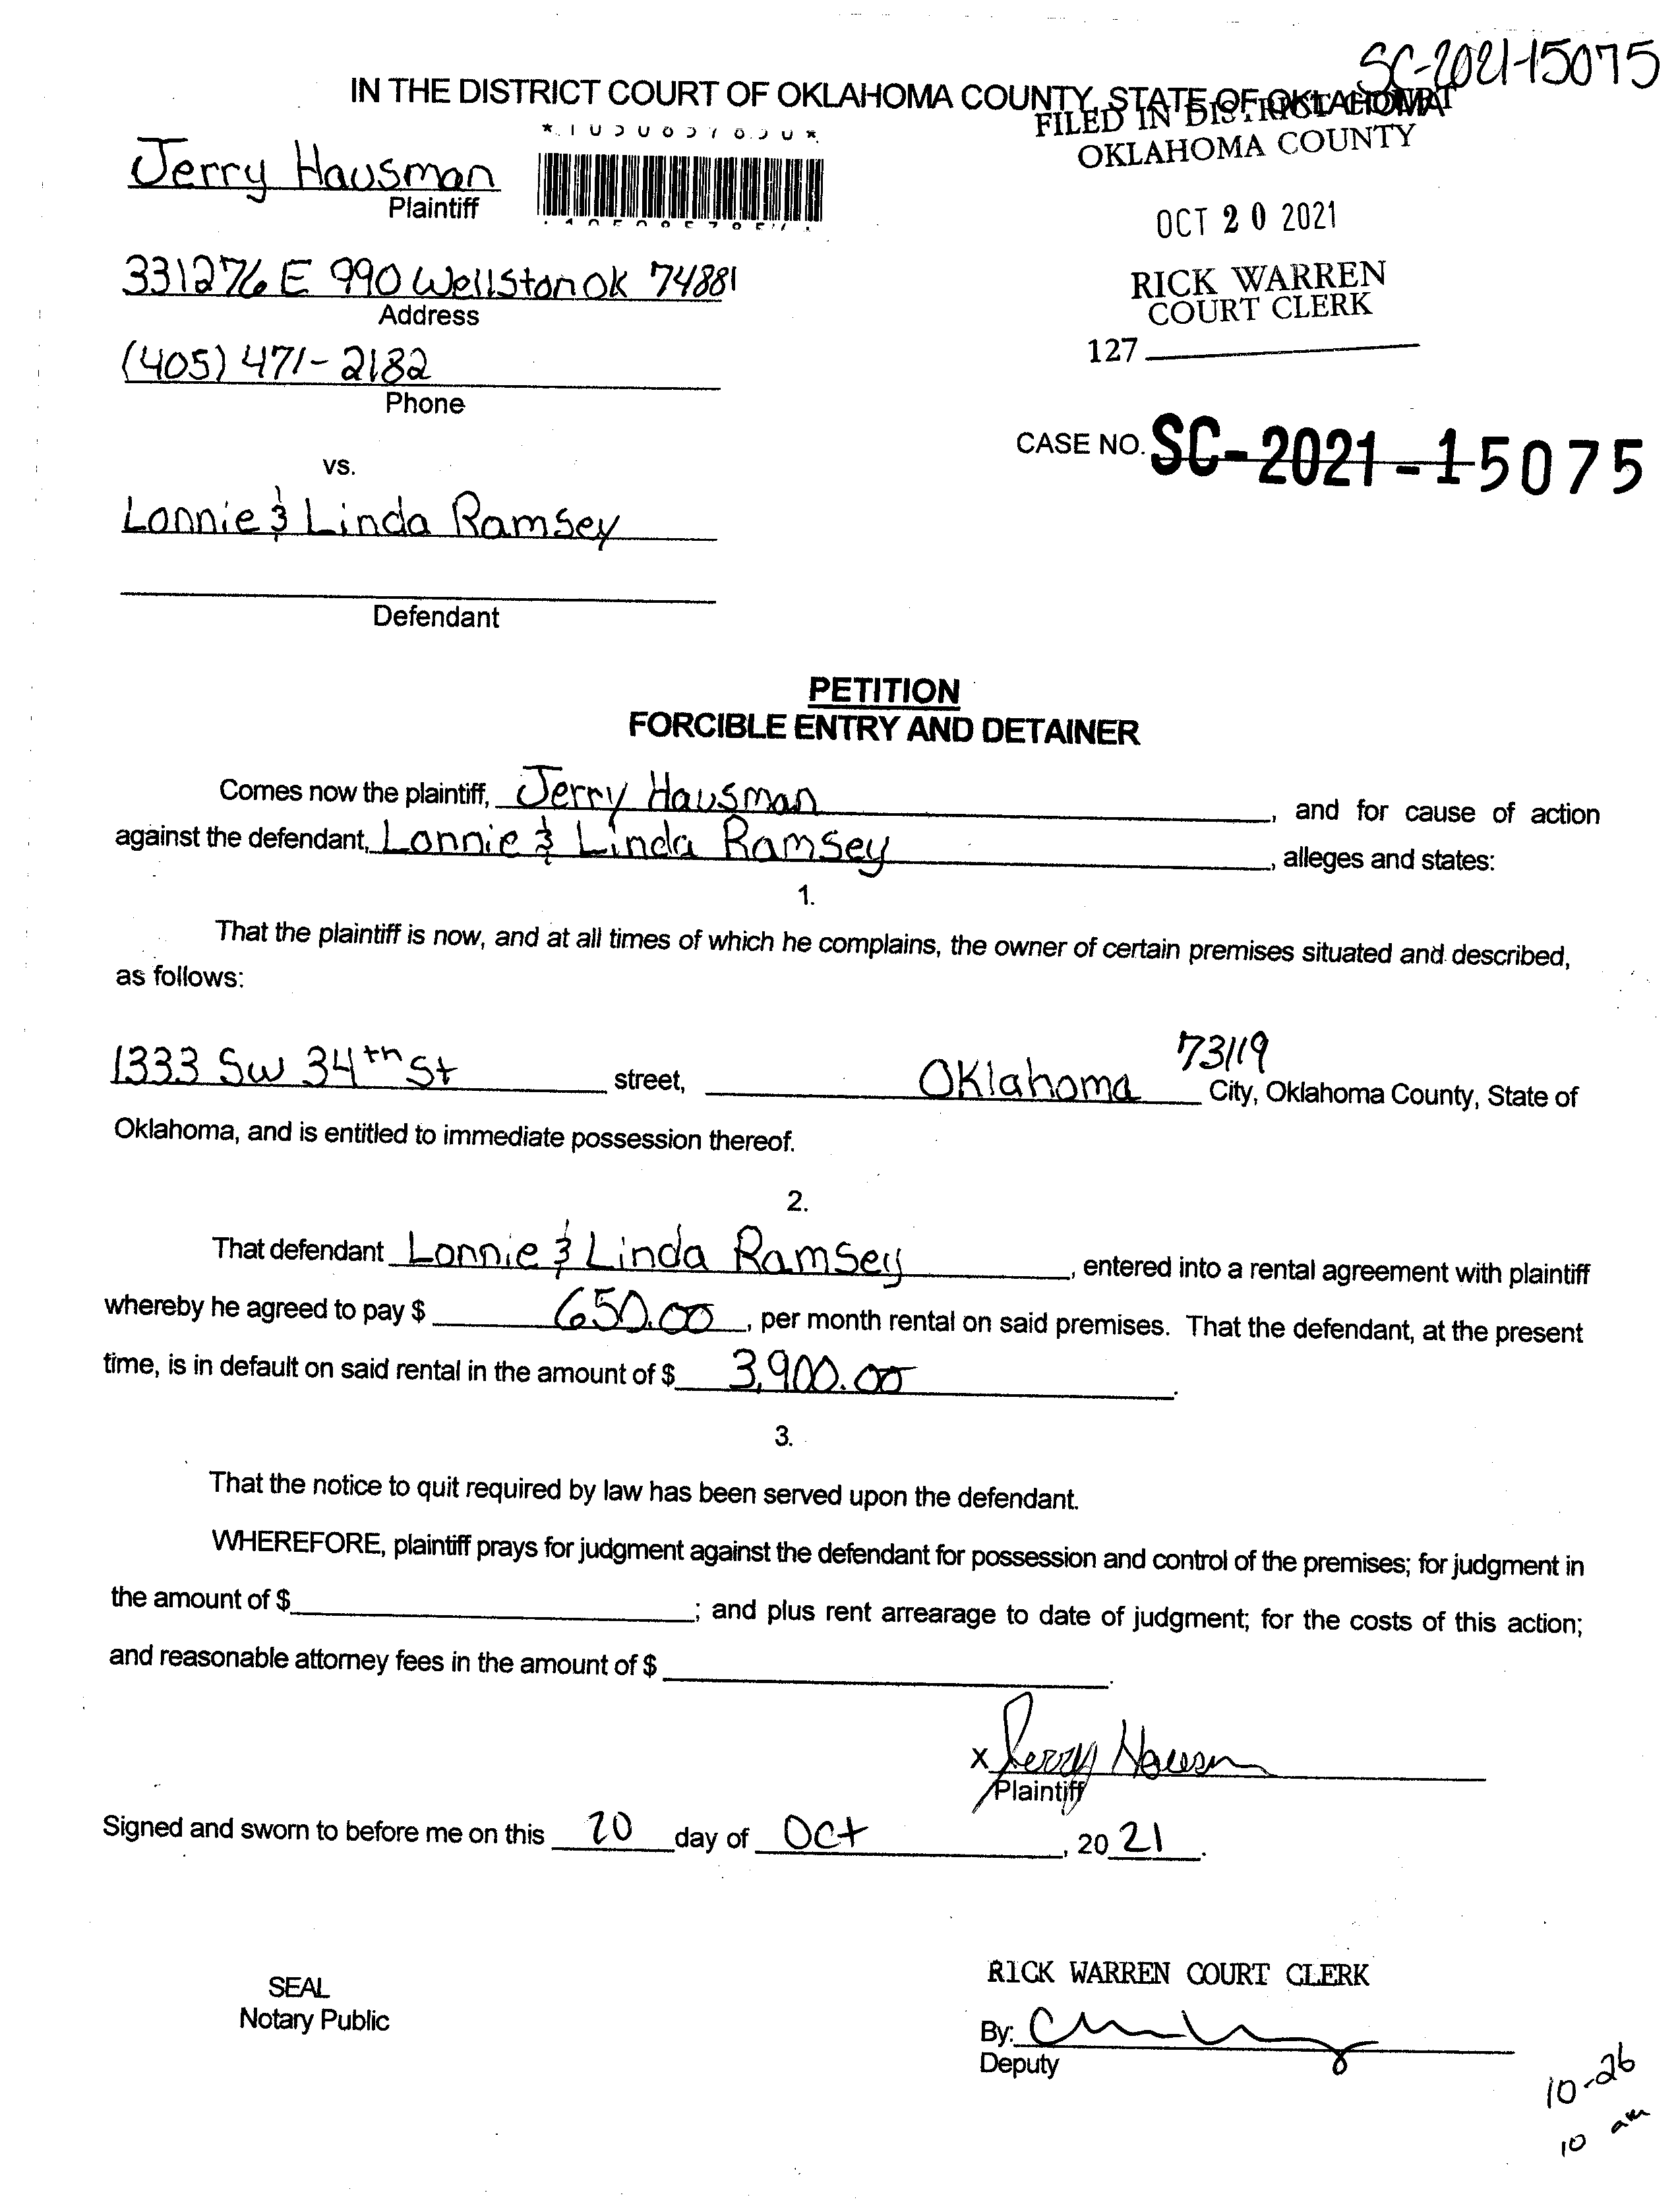 SC-2021-15075
IN THE DISTRICT COURT OF OKLAHOMA COUNTY, STATE OF OKLAHOMA
FILED IN DISTRICT COURT
OKLAHOMA COUNTY
Jerry Hausman
Plaintiff
OCT 20 2021
331276 E 990 Wellston OK 74881
Address
RICK WARREN
COURT CLERK
(405) 471-2182
Phone
127
CASE NO. SC-2021-15075
vs.
Lonnie & Linda Ramsey
Defendant
PETITION
FORCIBLE ENTRY AND DETAINER
Comes now the plaintiff, Jerry Hausman, and for cause of action
against the defendant, Lonnie & Linda Ramsey, alleges and states:
1.
That the plaintiff is now, and at all times of which he complains, the owner of certain premises situated and described,
as follows:
73119
1333 SW 34th St street, Oklahoma City, Oklahoma County, State of
Oklahoma, and is entitled to immediate possession thereof.
2.
That defendant Lonnie & Linda Ramsey, entered into a rental agreement with plaintiff
whereby he agreed to pay $ 650.00, per month rental on said premises. That the defendant, at the present
time, is in default on said rental in the amount of $ 3,900.00.
3.
That the notice to quit required by law has been served upon the defendant.
WHEREFORE, plaintiff prays for judgment against the defendant for possession and control of the premises; for judgment in
the amount of $ ; and plus rent arrearage to date of judgment; for the costs of this action;
and reasonable attorney fees in the amount of $ .
x Jerry Hausman
Plaintiff
Signed and sworn to before me on this 20 day of Oct, 2021.
RICK WARREN COURT CLERK
SEAL
Notary Public
By:
Deputy
10-26
10 am